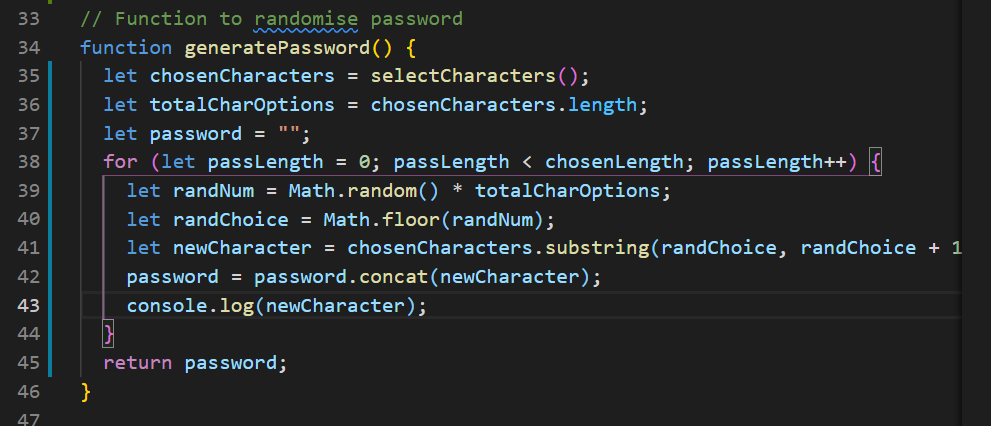 33 // Function to randomise password
34 function generatePassword() {
35 let chosenCharacters = selectCharacters();
36 let totalCharOptions = chosenCharacters.length;
37 let password = "";
38 for (let passLength = 0; passLength < chosenLength; passLength++) {
39 let randNum = Math.random() * totalCharOptions;
40 let randChoice = Math.floor(randNum);
41 let newCharacter = chosenCharacters.substring(randChoice, randChoice + 1
42 password = password.concat(newCharacter);
43 console.log(newCharacter);
44 }
45 return password;
46 }
47